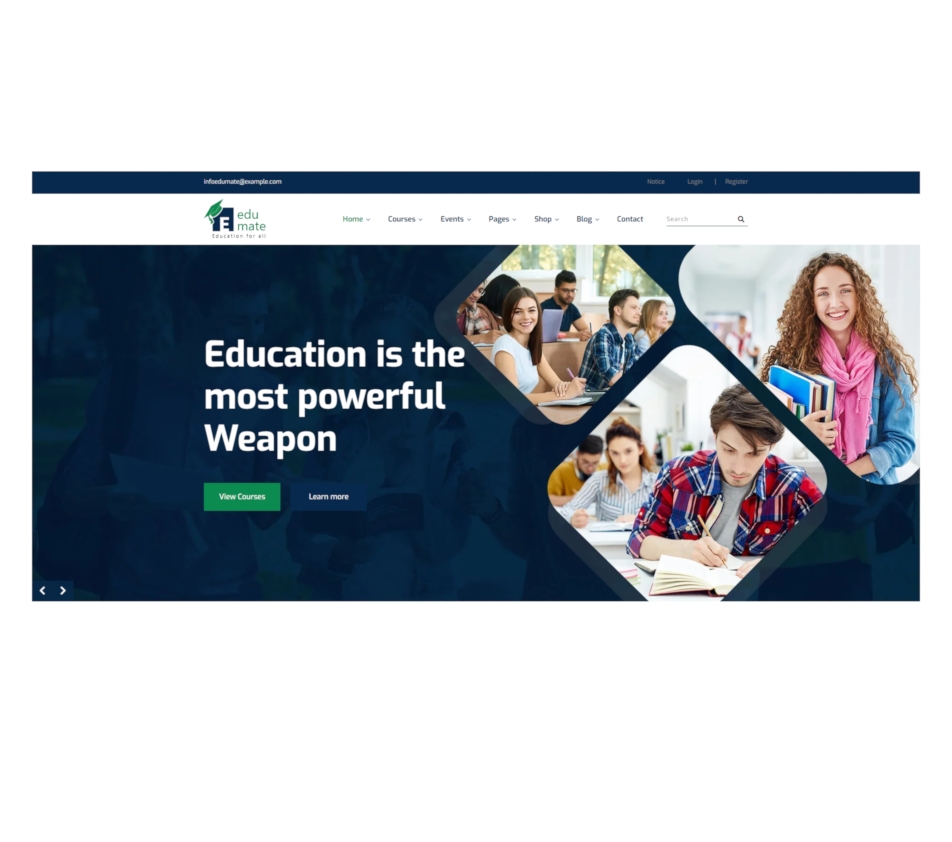 infoedumate@example.com
Notice Login | Register
edu
mate
E
Education for all
Home Courses Events Pages Shop Blog Contact Search
Education is the
most powerful
Weapon
View Courses Learn more